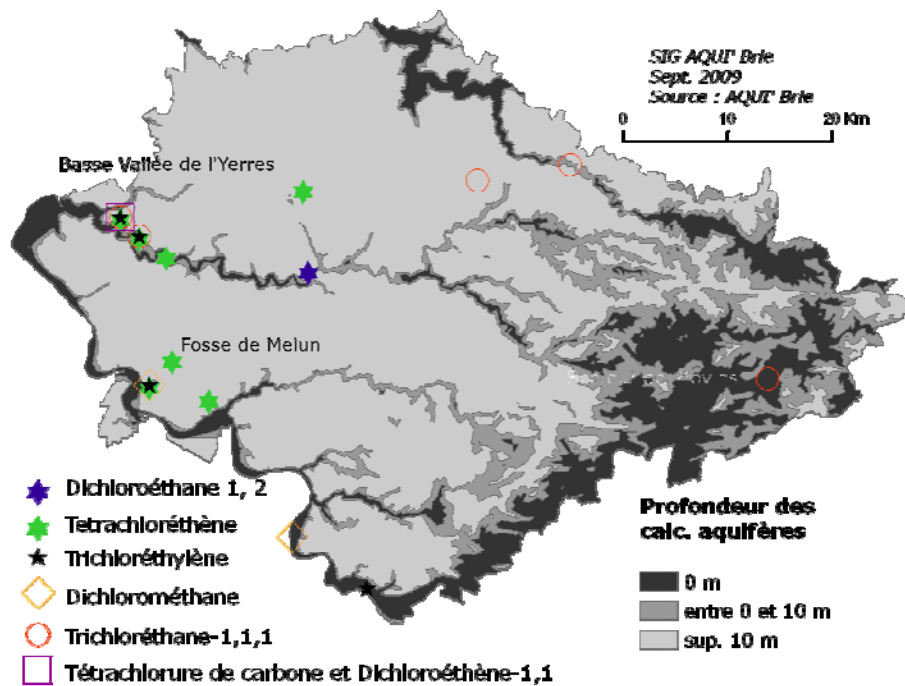 SIG AQUI' Brie
Sept. 2009
Source : AQUI' Brie
0 10 20 Km
Basse Vallée de l'Yerres
Fosse de Melun
Dichloroéthane 1, 2
Tetrachloréthène
Trichloréthylène
Dichlorométhane
Trichloréthane-1,1,1
Tétrachlorure de carbone et Dichloroéthène-1,1
Profondeur des
calc. aquifères
0 m
entre 0 et 10 m
sup. 10 m